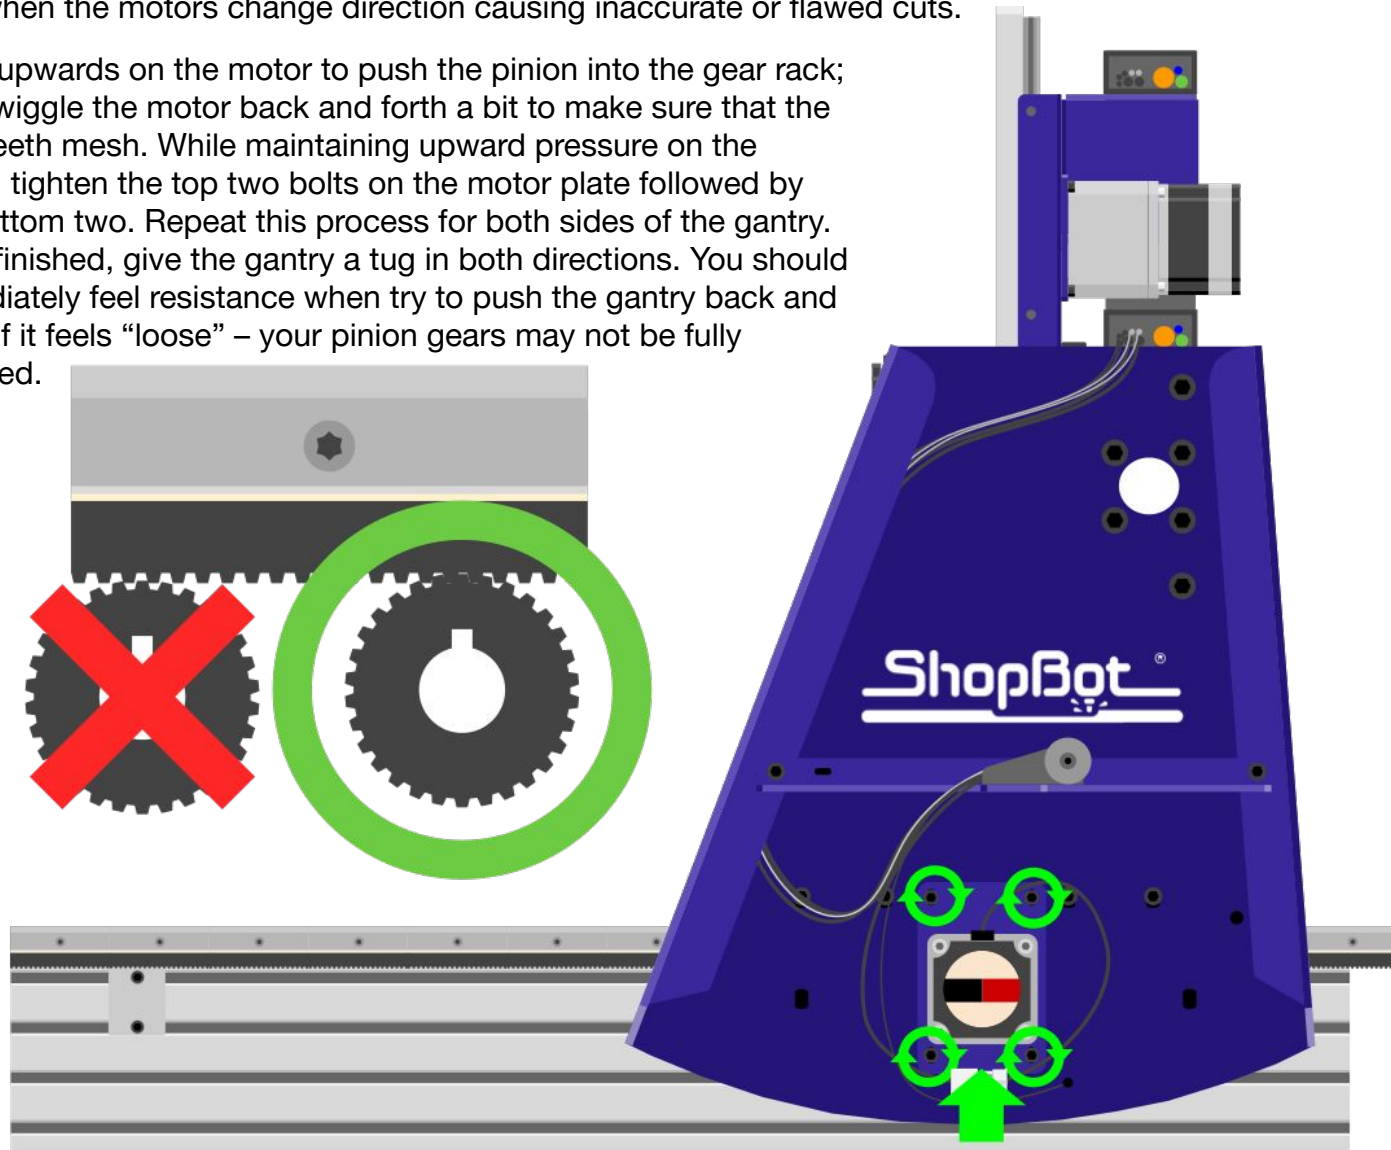 when the motors change direction causing inaccurate or flawed cuts.
upwards on the motor to push the pinion into the gear rack;
wiggle the motor back and forth a bit to make sure that the
eeth mesh. While maintaining upward pressure on the
tighten the top two bolts on the motor plate followed by
ttom two. Repeat this process for both sides of the gantry.
finished, give the gantry a tug in both directions. You should
diately feel resistance when try to push the gantry back and
f it feels “loose” – your pinion gears may not be fully
ed.
ShopBot ®